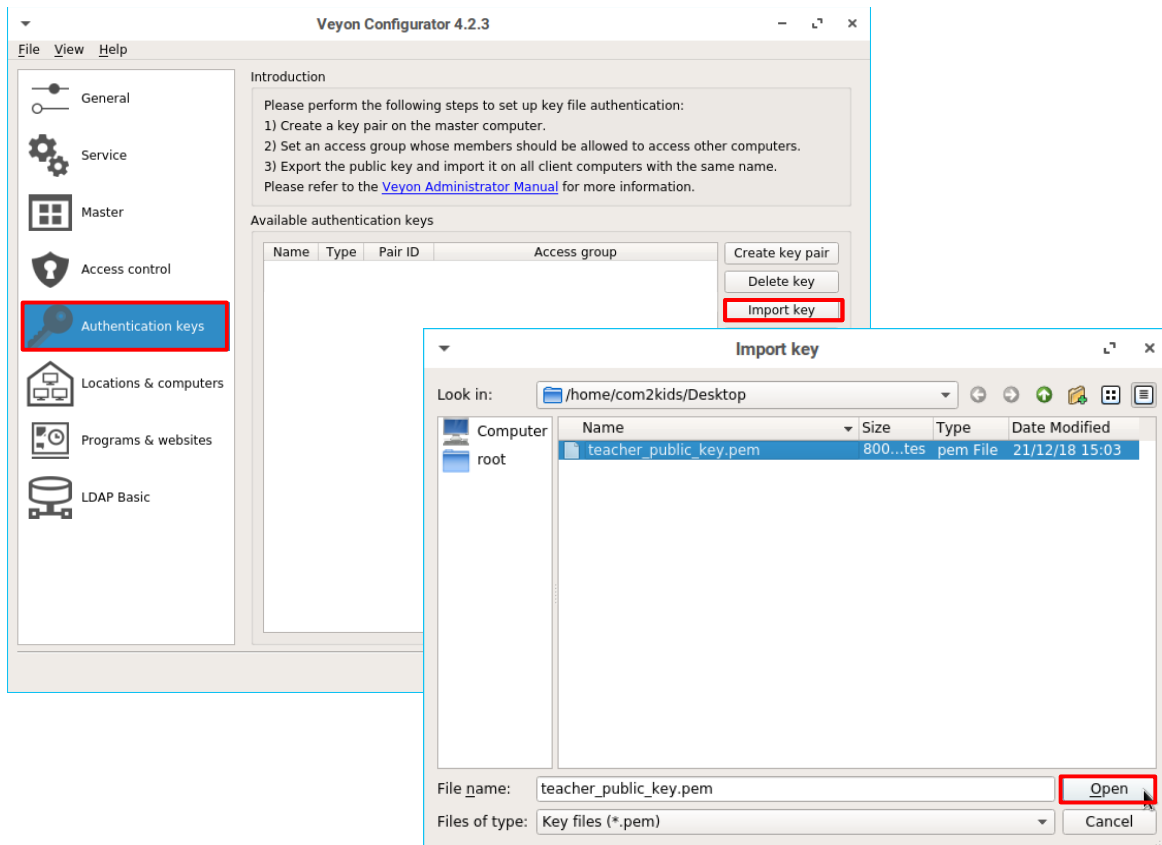 Veyon Configurator 4.2.3
File View Help
General
Service
Master
Access control
Authentication keys
Locations & computers
Programs & websites
LDAP Basic
Introduction
Please perform the following steps to set up key file authentication:
1) Create a key pair on the master computer.
2) Set an access group whose members should be allowed to access other computers.
3) Export the public key and import it on all client computers with the same name.
Please refer to the Veyon Administrator Manual for more information.
Available authentication keys
Name Type Pair ID Access group
Create key pair
Delete key
Import key
Import key
Look in: /home/com2kids/Desktop
Computer
root
Name Size Type Date Modified
teacher_public_key.pem 800...tes pem File 21/12/18 15:03
File name: teacher_public_key.pem Open
Files of type: Key files (*.pem) Cancel